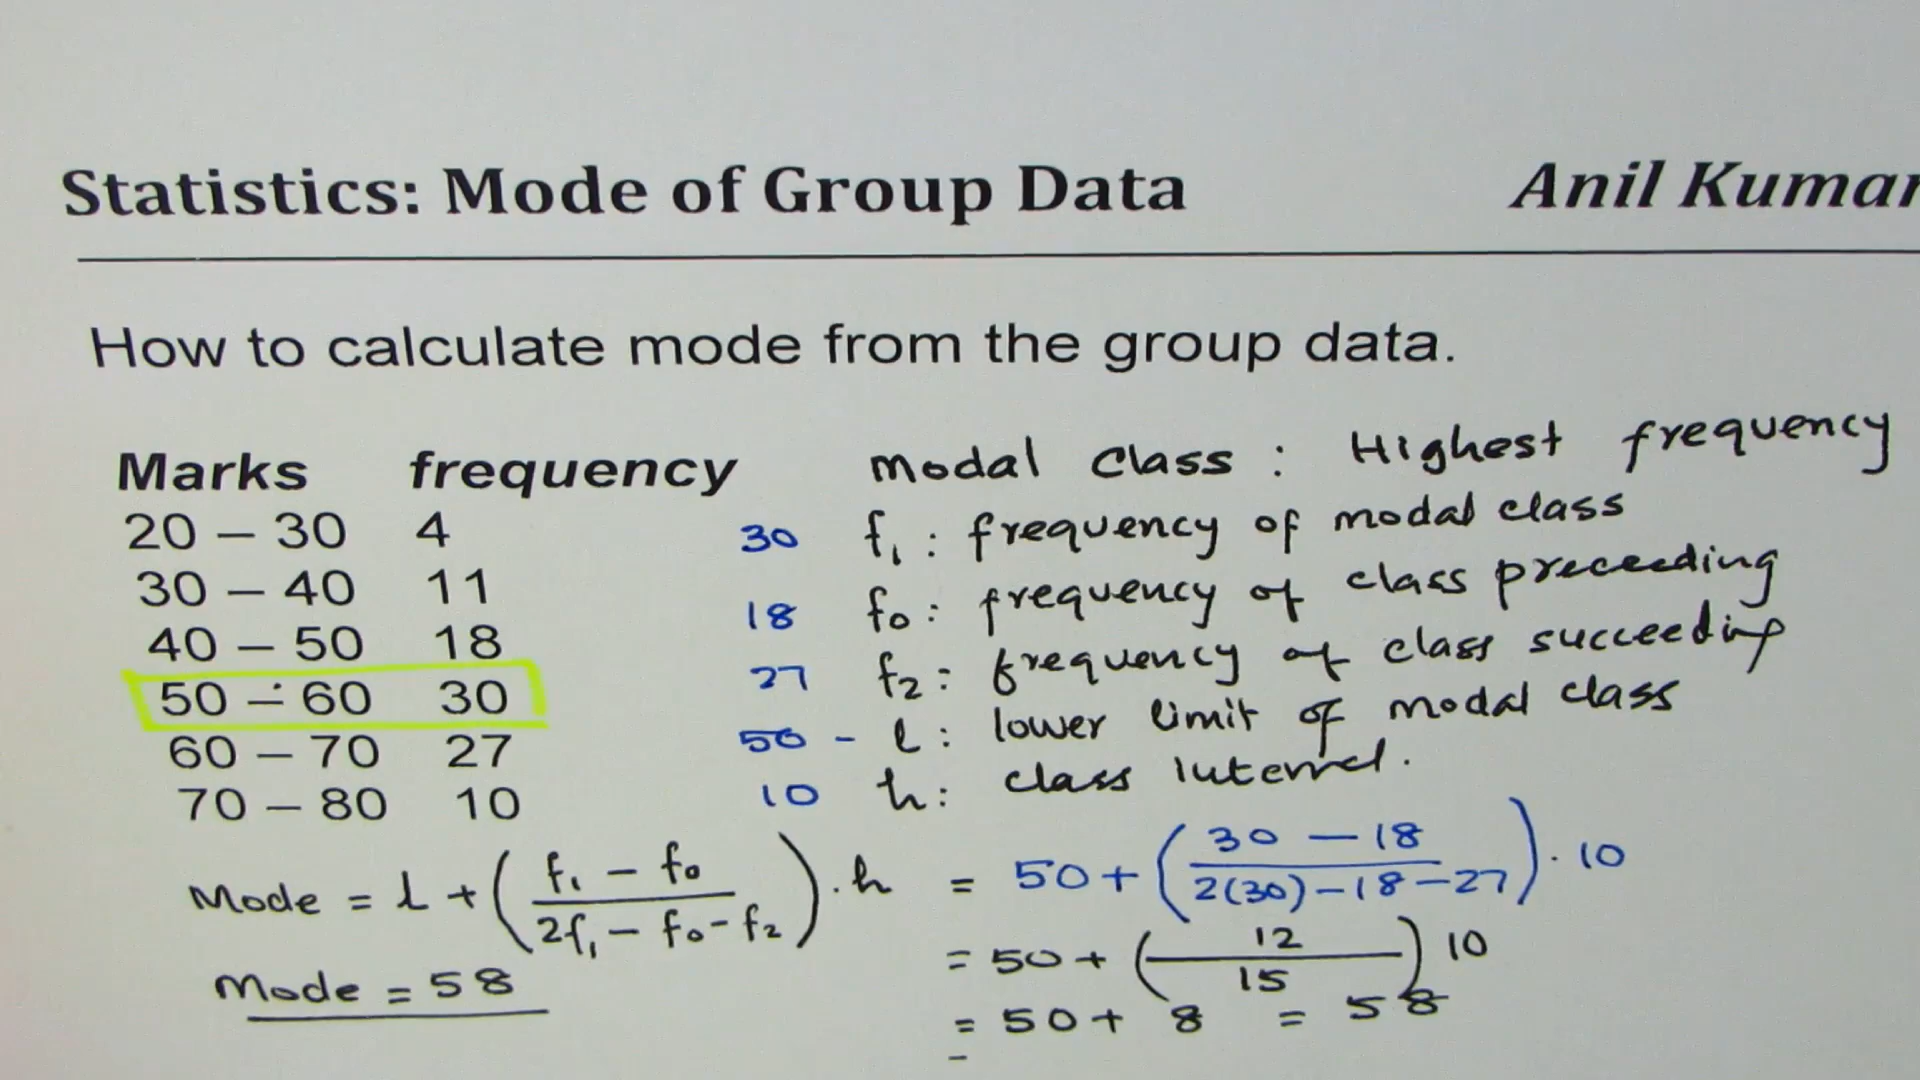 Statistics: Mode of Group Data Anil Kumar
How to calculate mode from the group data.
Marks frequency
20 – 30 4
30 – 40 11
40 – 50 18
50 – 60 30
60 – 70 27
70 – 80 10
modal class : Highest frequency
30 f₁ : frequency of modal class
18 f₀ : frequency of class preceeding
27 f₂ : frequency of class succeeding
50 - l : lower limit of modal class
10 h : class Interval.
Mode = l + ( (f₁ - f₀) / (2f₁ - f₀ - f₂) ) . h = 50 + ( (30 - 18) / (2(30) - 18 - 27) ) . 10
= 50 + ( 12 / 15 ) 10
Mode = 58
= 50 + 8 = 58